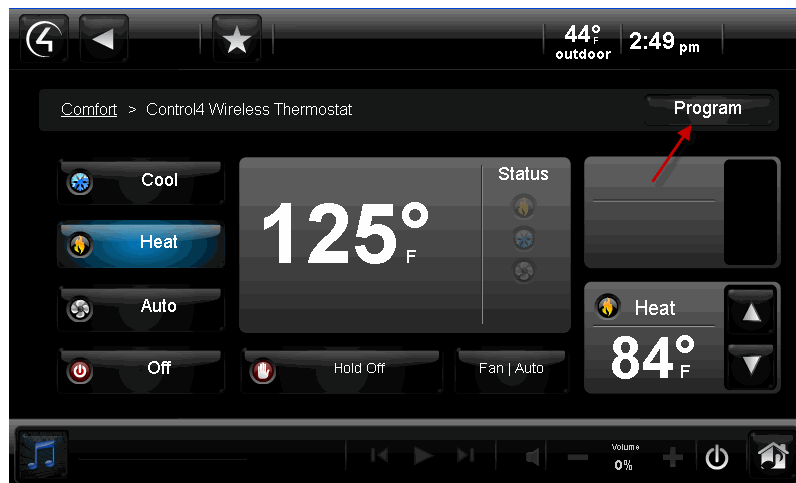 4
44°F
outdoor
2:49 pm
Comfort > Control4 Wireless Thermostat
Program
Cool
Heat
Auto
Off
125°F
Status
Hold Off
Fan | Auto
Heat
84°F
Volume
0%